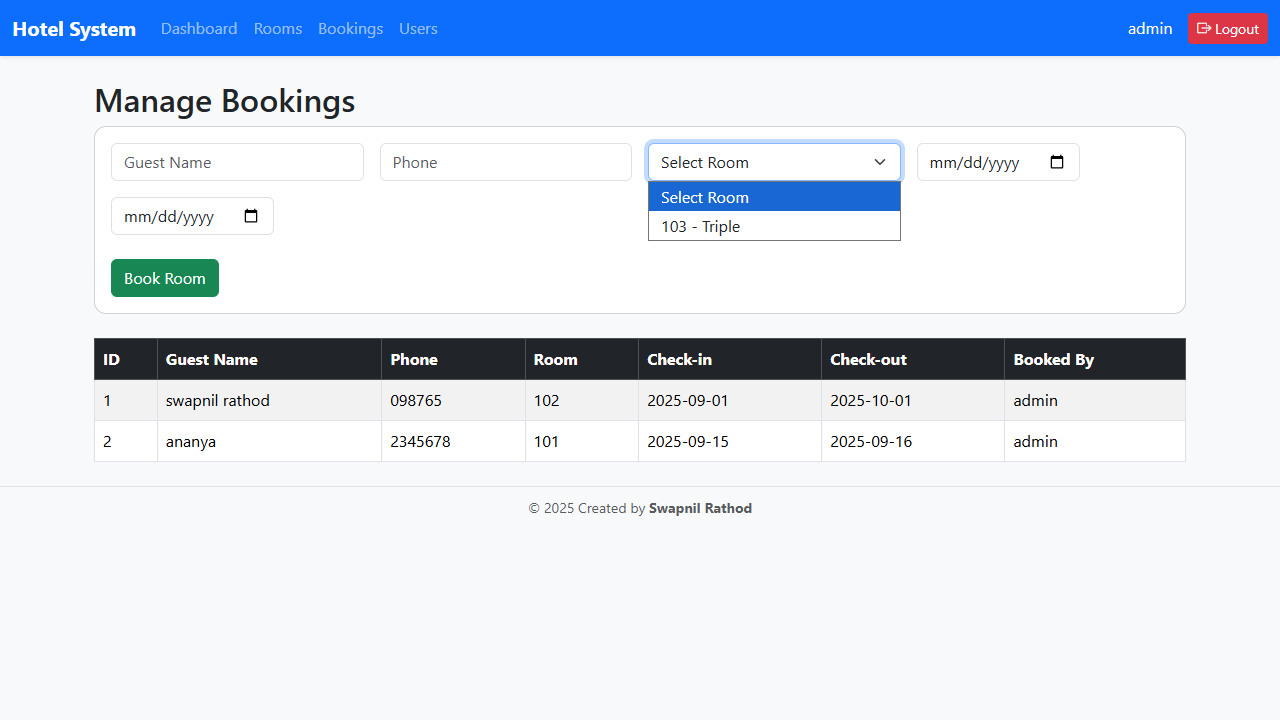 Hotel System Dashboard Rooms Bookings Users admin Logout
Manage Bookings
Guest Name Phone Select Room mm/dd/yyyy
Select Room
mm/dd/yyyy
103 - Triple
Book Room
ID Guest Name Phone Room Check-in Check-out Booked By
1 swapnil rathod 098765 102 2025-09-01 2025-10-01 admin
2 ananya 2345678 101 2025-09-15 2025-09-16 admin
© 2025 Created by Swapnil Rathod